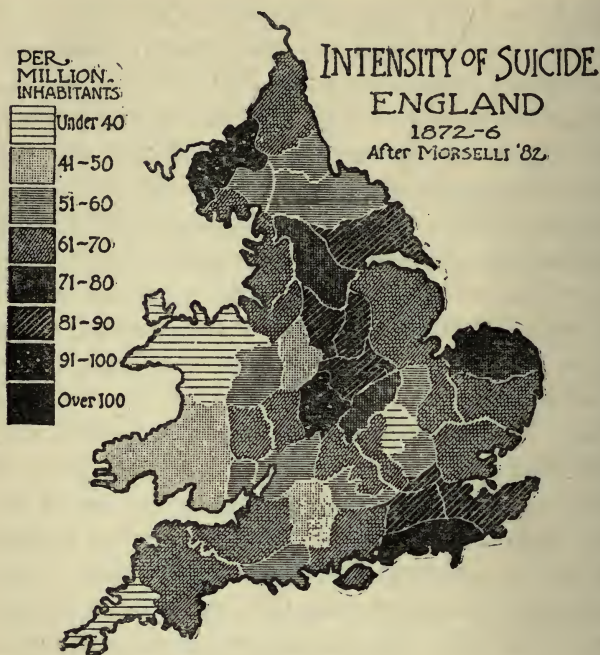 INTENSITY OF SUICIDE
ENGLAND
1872-6
After MORSELLI '82
PER
MILLION
INHABITANTS
Under 40
41-50
51-60
61-70
71-80
81-90
91-100
Over 100